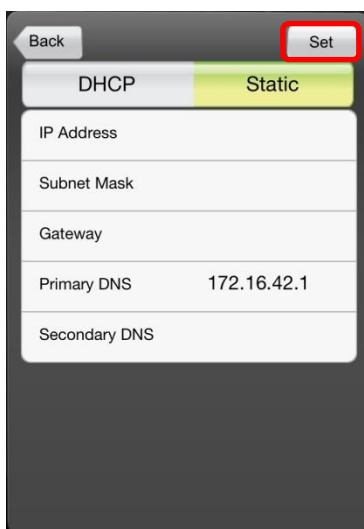 Back Set
DHCP Static
IP Address
Subnet Mask
Gateway
Primary DNS 172.16.42.1
Secondary DNS